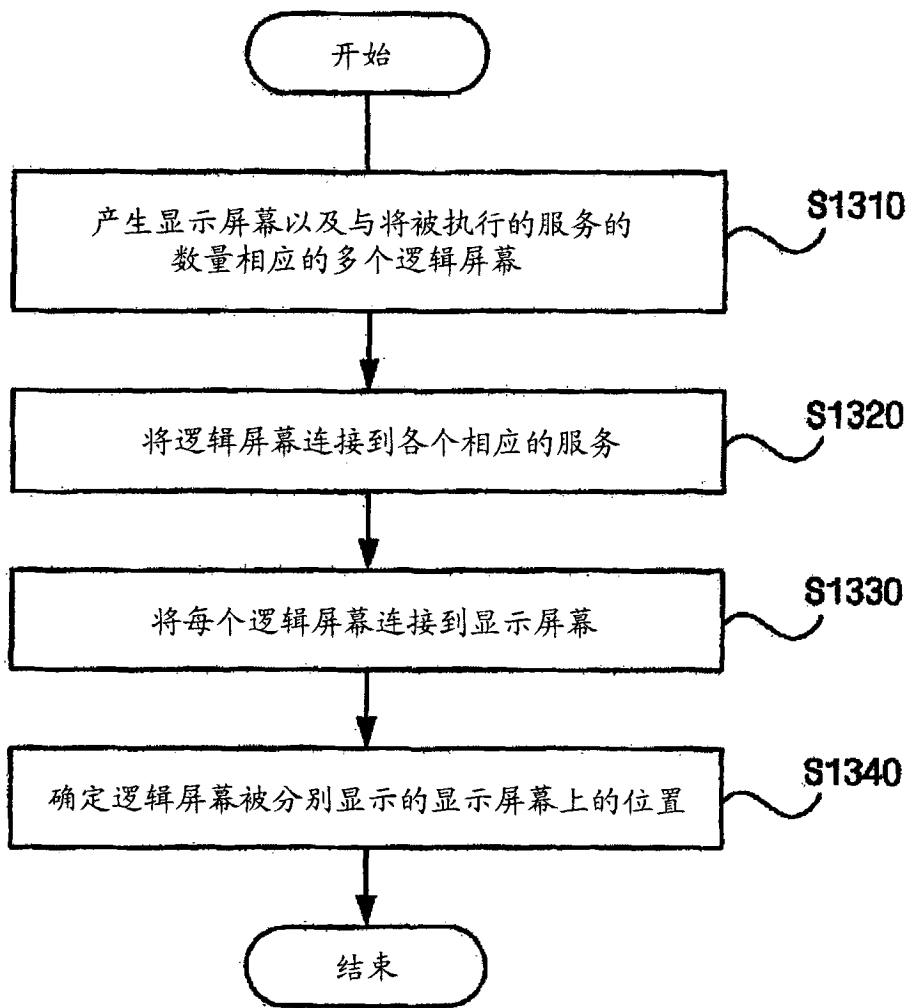 开始
产生显示屏幕以及与将被执行的服务的
数量相应的多个逻辑屏幕
S1310
将逻辑屏幕连接到各个相应的服务
S1320
将每个逻辑屏幕连接到显示屏幕
S1330
确定逻辑屏幕被分别显示的显示屏幕上的位置
S1340
结束